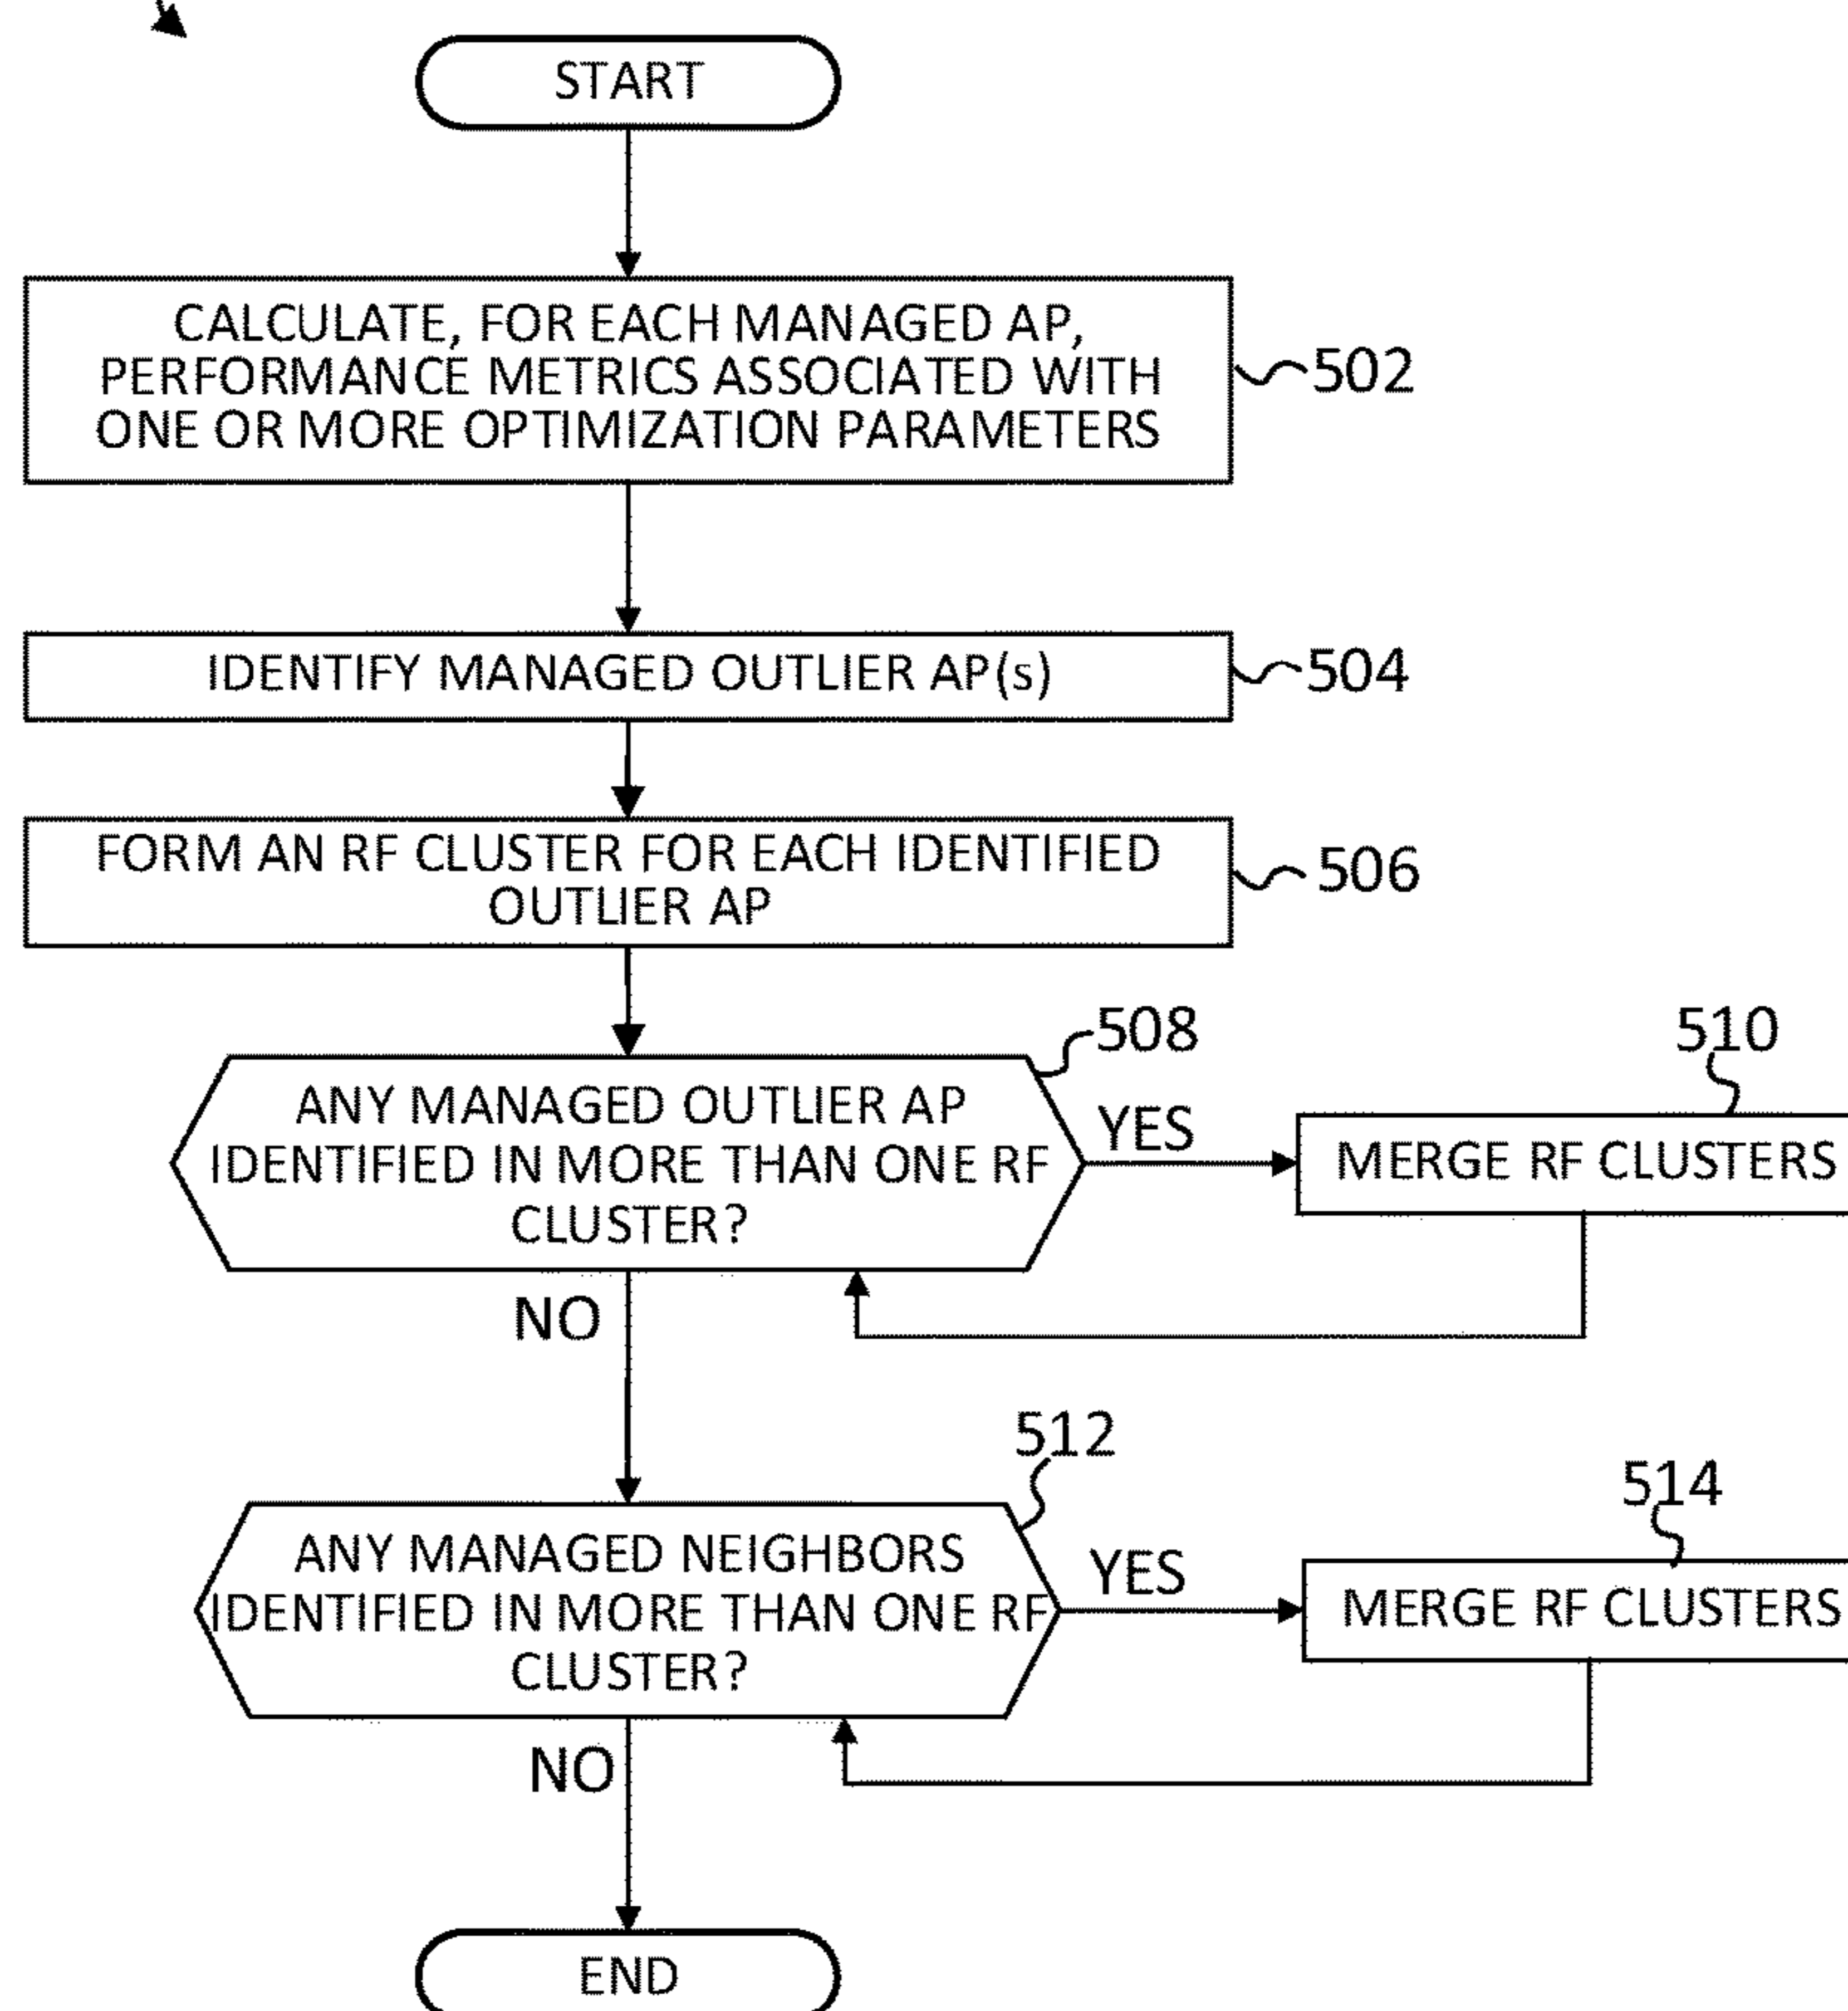 START
CALCULATE, FOR EACH MANAGED AP,
PERFORMANCE METRICS ASSOCIATED WITH
ONE OR MORE OPTIMIZATION PARAMETERS
502
IDENTIFY MANAGED OUTLIER AP(s)
504
FORM AN RF CLUSTER FOR EACH IDENTIFIED
OUTLIER AP
506
508
510
ANY MANAGED OUTLIER AP
IDENTIFIED IN MORE THAN ONE RF
CLUSTER?
YES
MERGE RF CLUSTERS
NO
512
514
ANY MANAGED NEIGHBORS
IDENTIFIED IN MORE THAN ONE RF
CLUSTER?
YES
MERGE RF CLUSTERS
NO
END